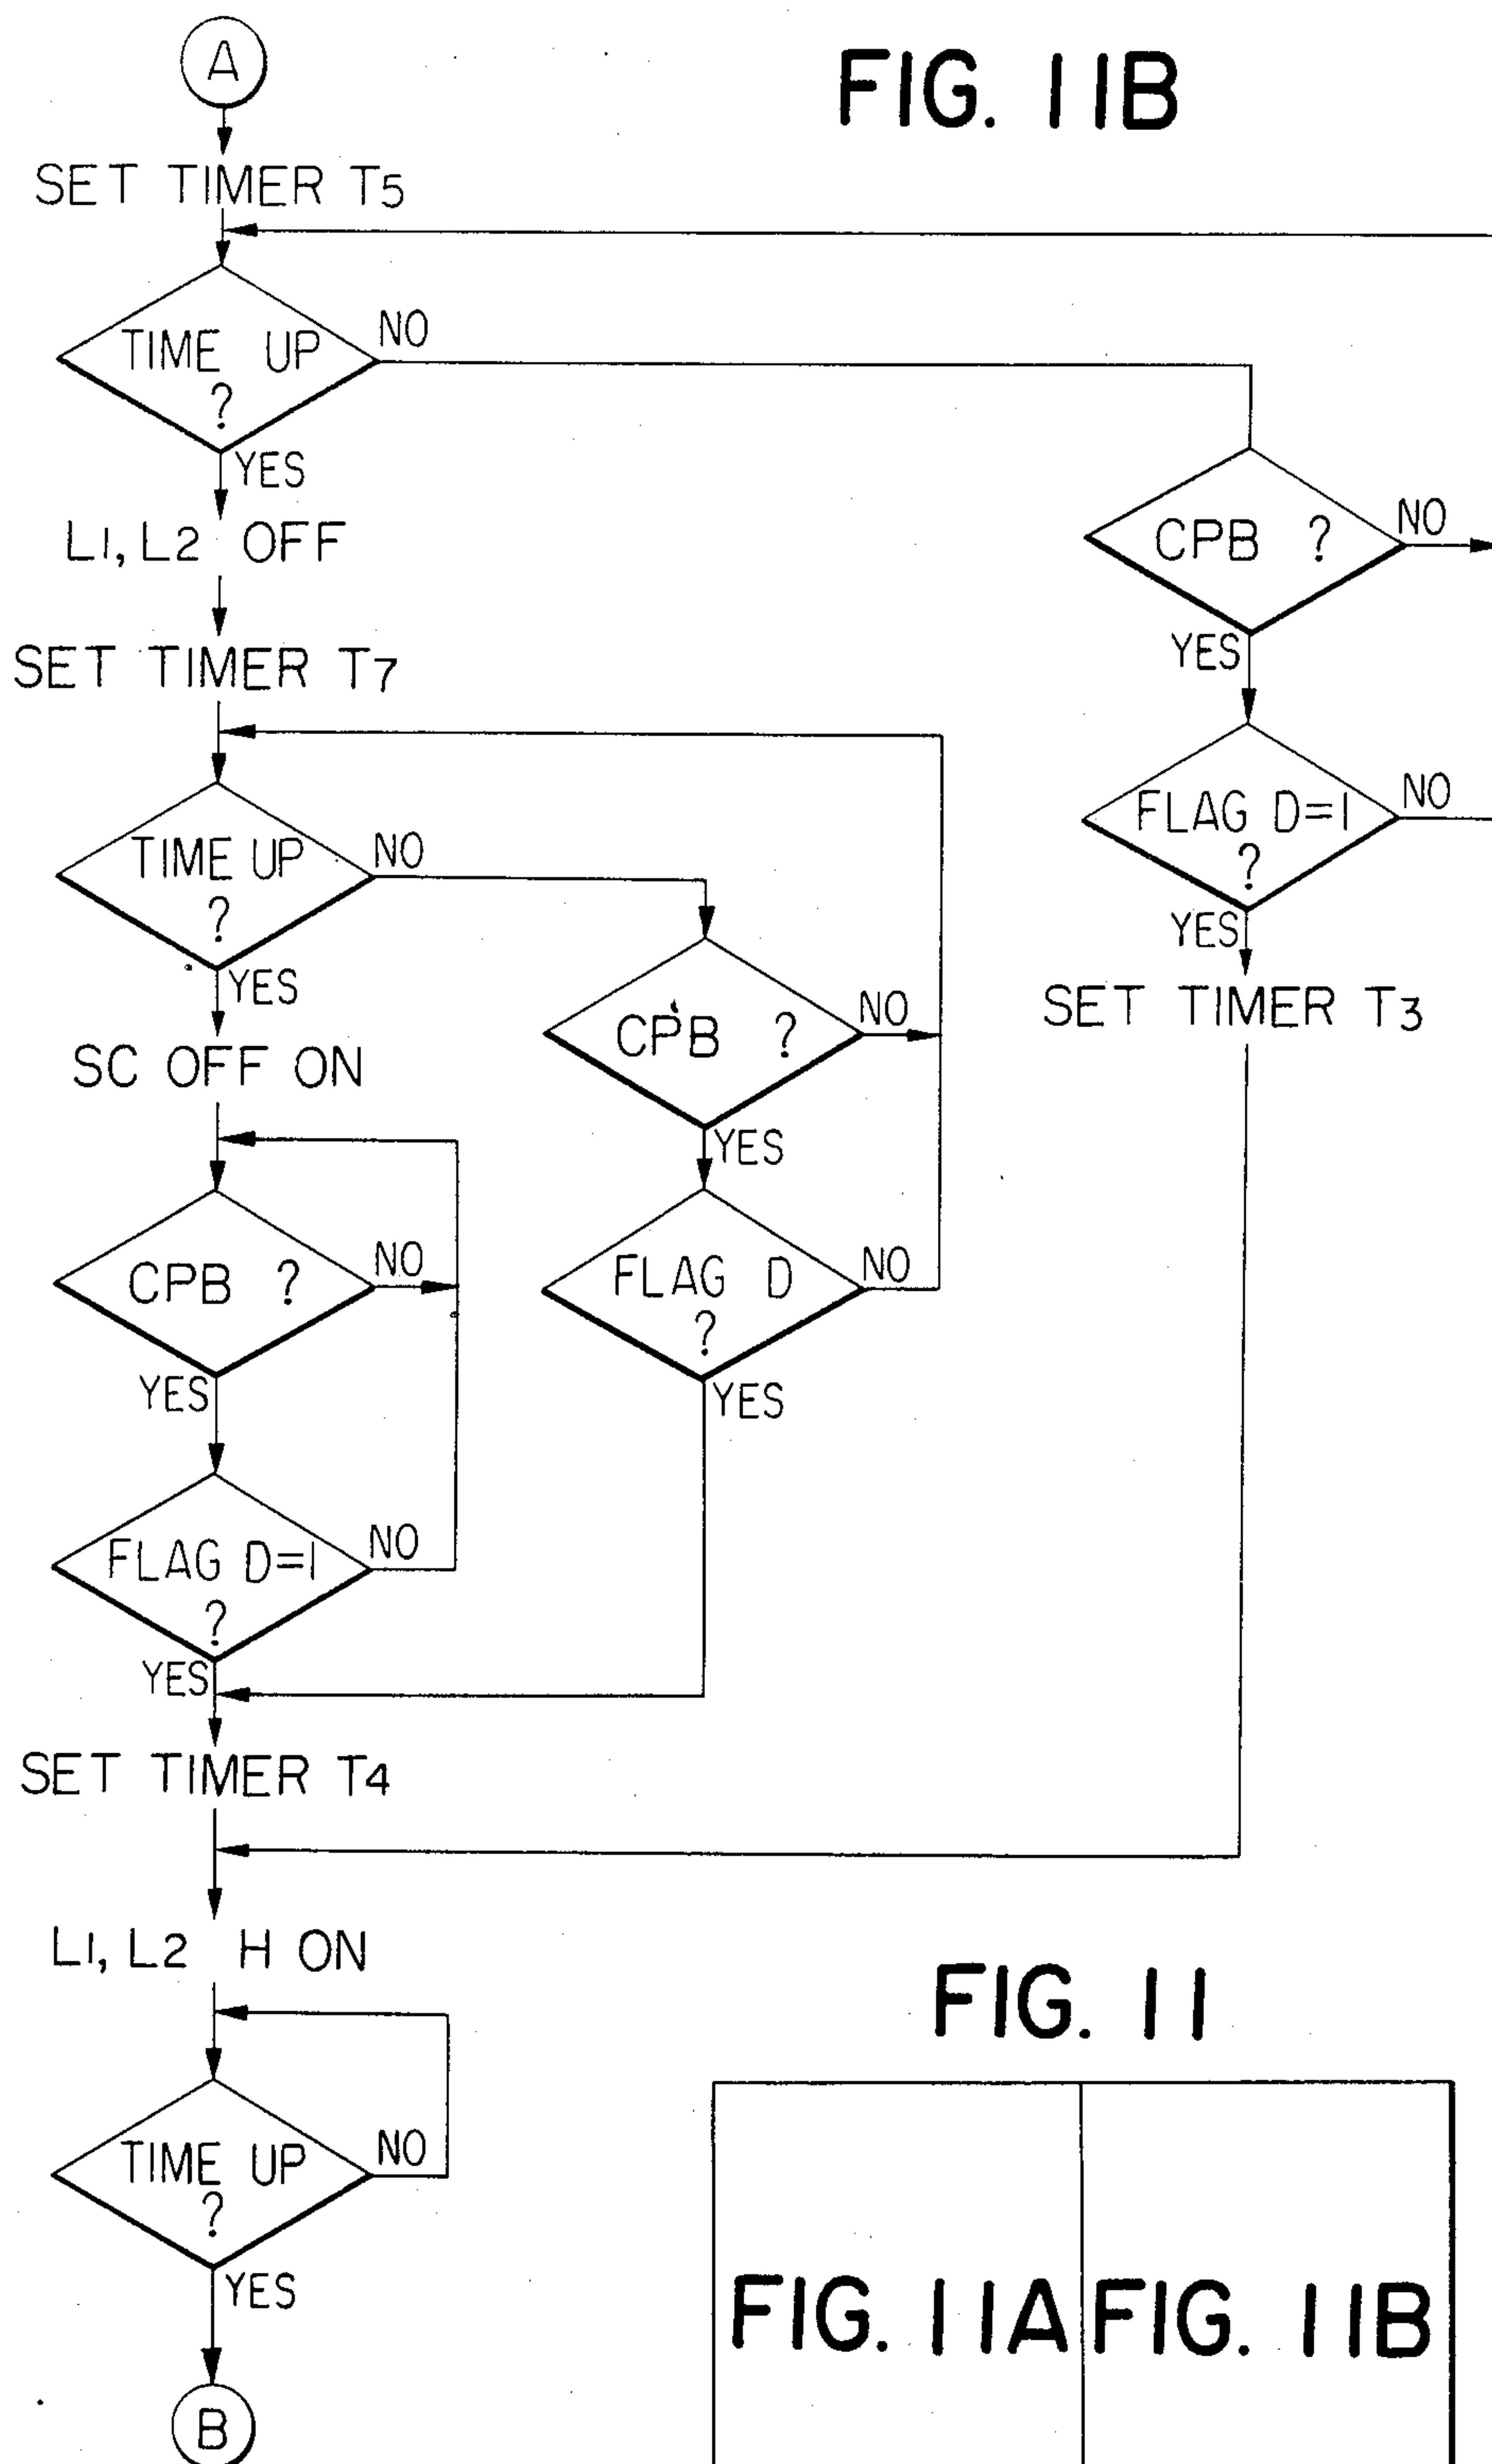 A
FIG. 11B
SET TIMER T5
TIME UP
?
NO
YES
L1, L2 OFF
CPB ?
NO
YES
SET TIMER T7
FLAG D=1
?
NO
YES
SET TIMER T3
TIME UP
?
NO
YES
CPB ?
NO
YES
SC OFF ON
FLAG D
?
NO
YES
CPB ?
NO
YES
FLAG D=1
?
NO
YES
SET TIMER T4
L1, L2 H ON
TIME UP
?
NO
YES
B
FIG. 11
FIG. 11A
FIG. 11B